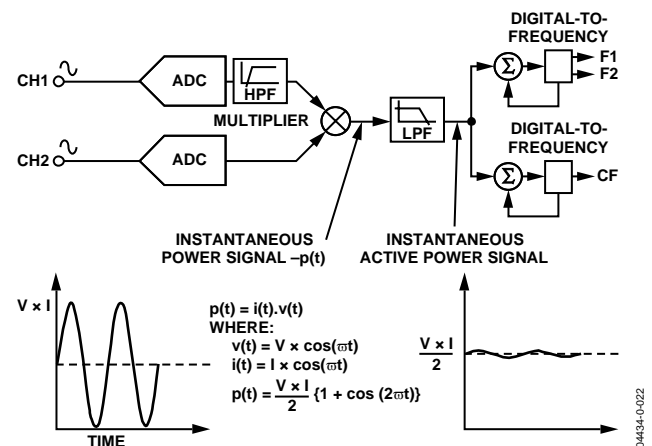 DIGITAL-TO-
FREQUENCY
F1
F2
CH1
ADC
HPF
MULTIPLIER
LPF
Σ
CH2
ADC
DIGITAL-TO-
FREQUENCY
Σ
CF
INSTANTANEOUS
POWER SIGNAL –p(t)
INSTANTANEOUS
ACTIVE POWER SIGNAL
V × I
TIME
p(t) = i(t).v(t)
WHERE:
v(t) = V × cos(ϖt)
i(t) = I × cos(ϖt)
p(t) = V × I
2
{1 + cos (2ϖt)}
V × I
2
04434-0-022